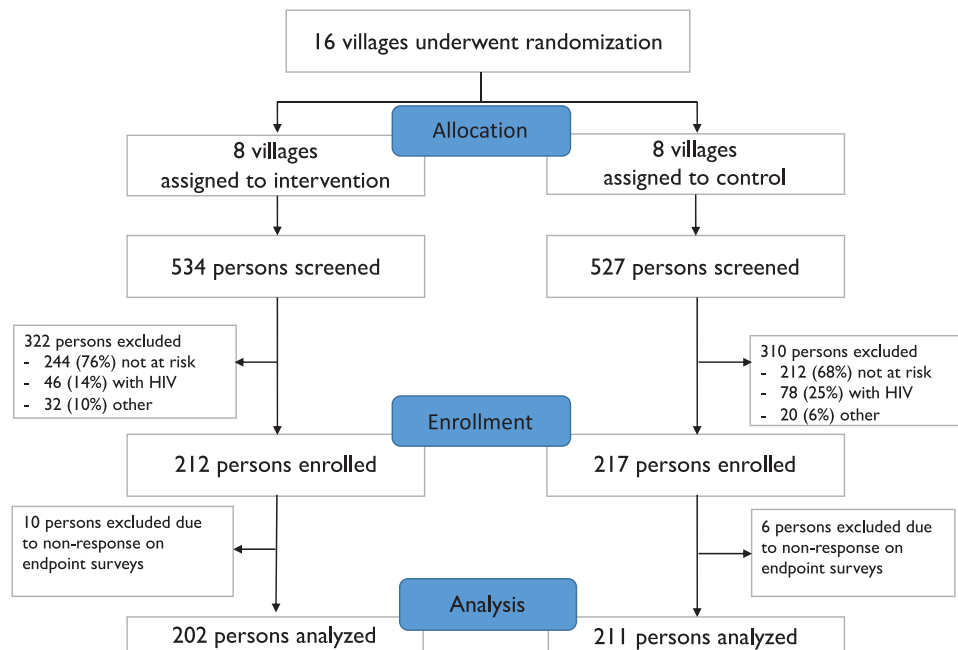 16 villages underwent randomization
Allocation
8 villages
assigned to intervention
8 villages
assigned to control
534 persons screened
527 persons screened
322 persons excluded
- 244 (76%) not at risk
- 46 (14%) with HIV
- 32 (10%) other
310 persons excluded
- 212 (68%) not at risk
- 78 (25%) with HIV
- 20 (6%) other
Enrollment
212 persons enrolled
217 persons enrolled
10 persons excluded due
to non-response on
endpoint surveys
6 persons excluded due
to non-response on
endpoint surveys
Analysis
202 persons analyzed
211 persons analyzed